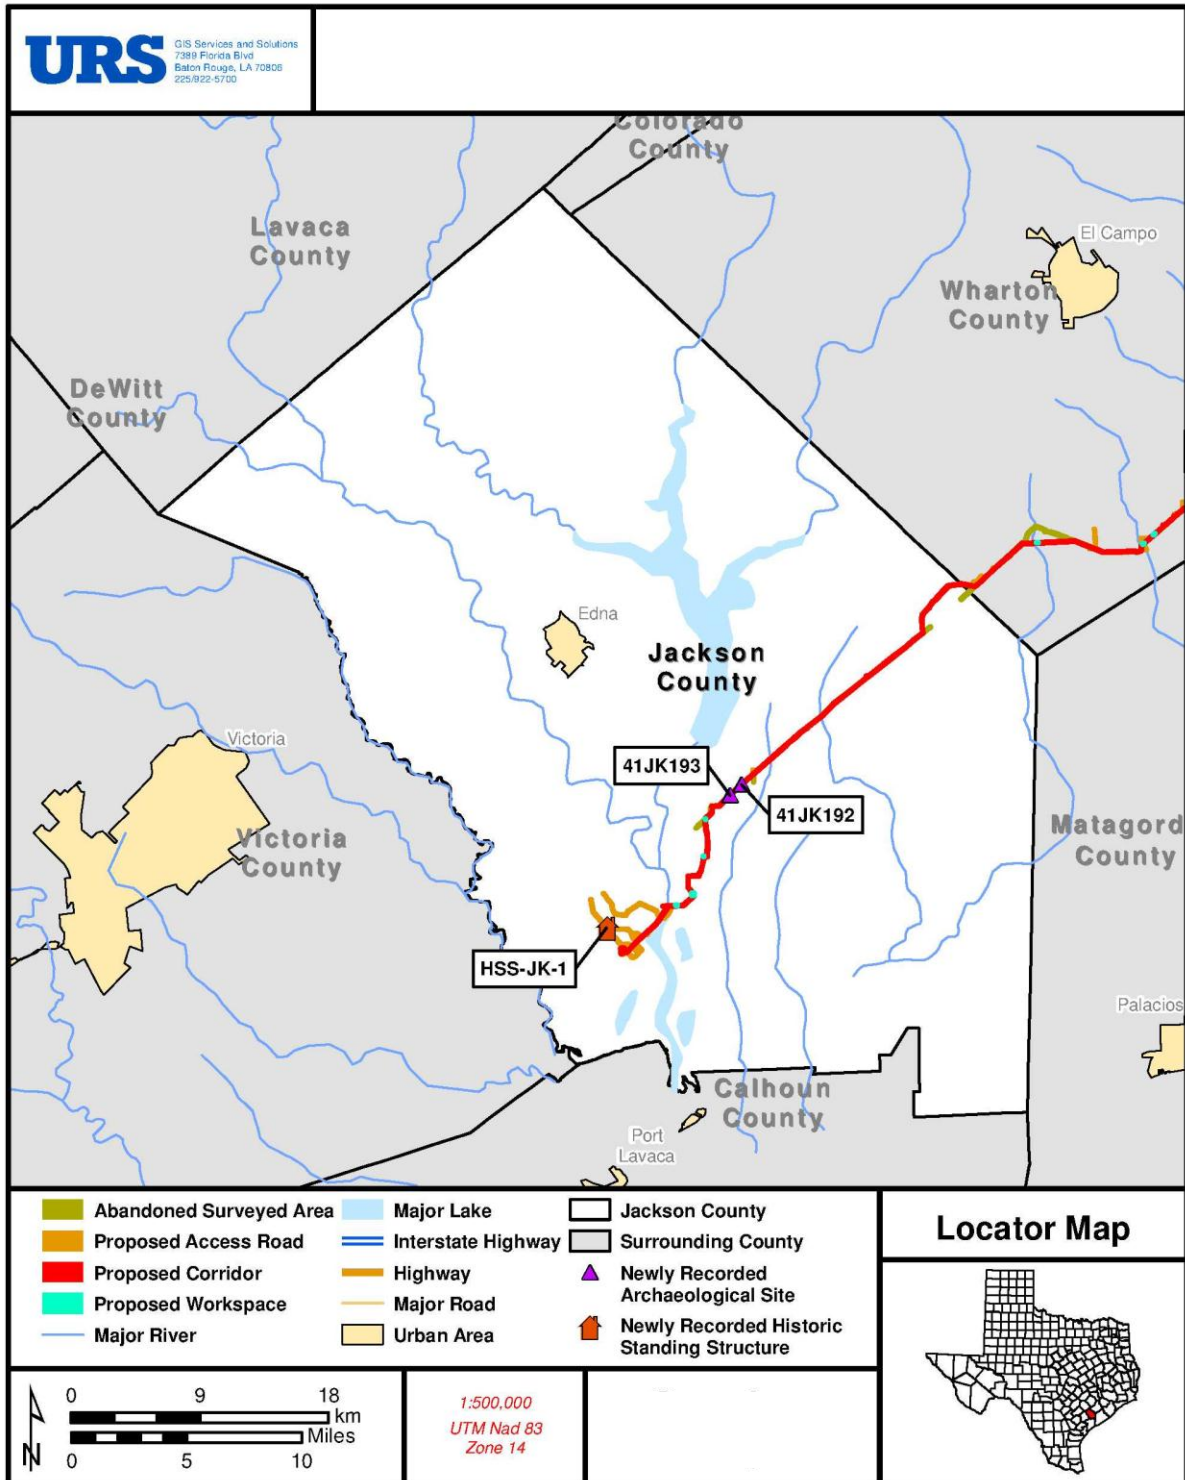 URS
GIS Services and Solutions
7389 Florida Blvd
Baton Rouge, LA 70806
225/922-5700
Colorado
County
Lavaca
County
El Campo
Wharton
County
DeWitt
County
Edna
Jackson
County
Victoria
41JK193
41JK192
Victoria
County
Matagord
County
HSS-JK-1
Palacios
Calhoun
County
Port
Lavaca
Abandoned Surveyed Area
Proposed Access Road
Proposed Corridor
Proposed Workspace
Major River
Major Lake
Interstate Highway
Highway
Major Road
Urban Area
Jackson County
Surrounding County
Newly Recorded
Archaeological Site
Newly Recorded Historic
Standing Structure
Locator Map
N
0 9 18
km
Miles
0 5 10
1:500,000
UTM Nad 83
Zone 14